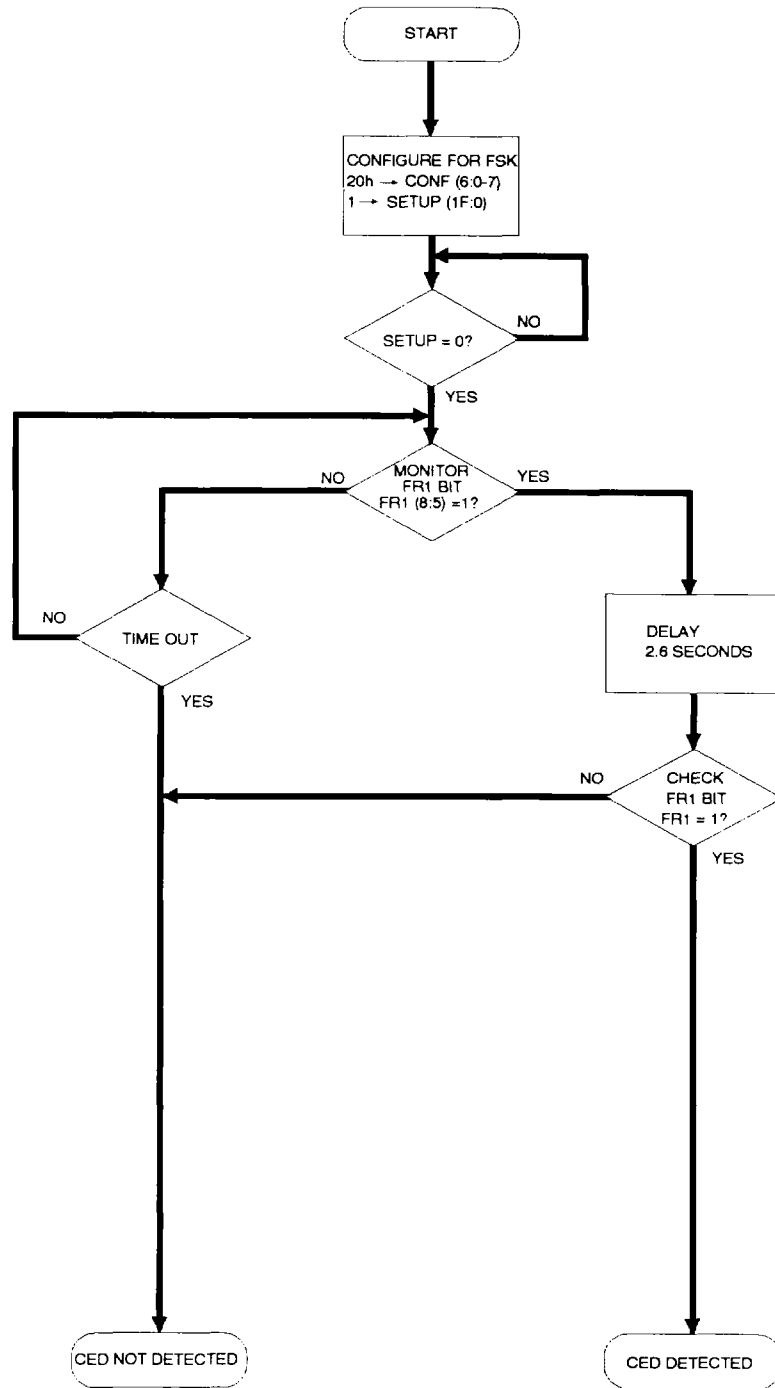 START
CONFIGURE FOR FSK
20h → CONF (6:0-7)
1 → SETUP (1F:0)
NO
SETUP = 0?
YES
NO
MONITOR
FR1 BIT
FR1 (8:5) =1?
YES
NO
TIME OUT
YES
DELAY
2.6 SECONDS
NO
CHECK
FR1 BIT
FR1 = 1?
YES
CED NOT DETECTED
CED DETECTED